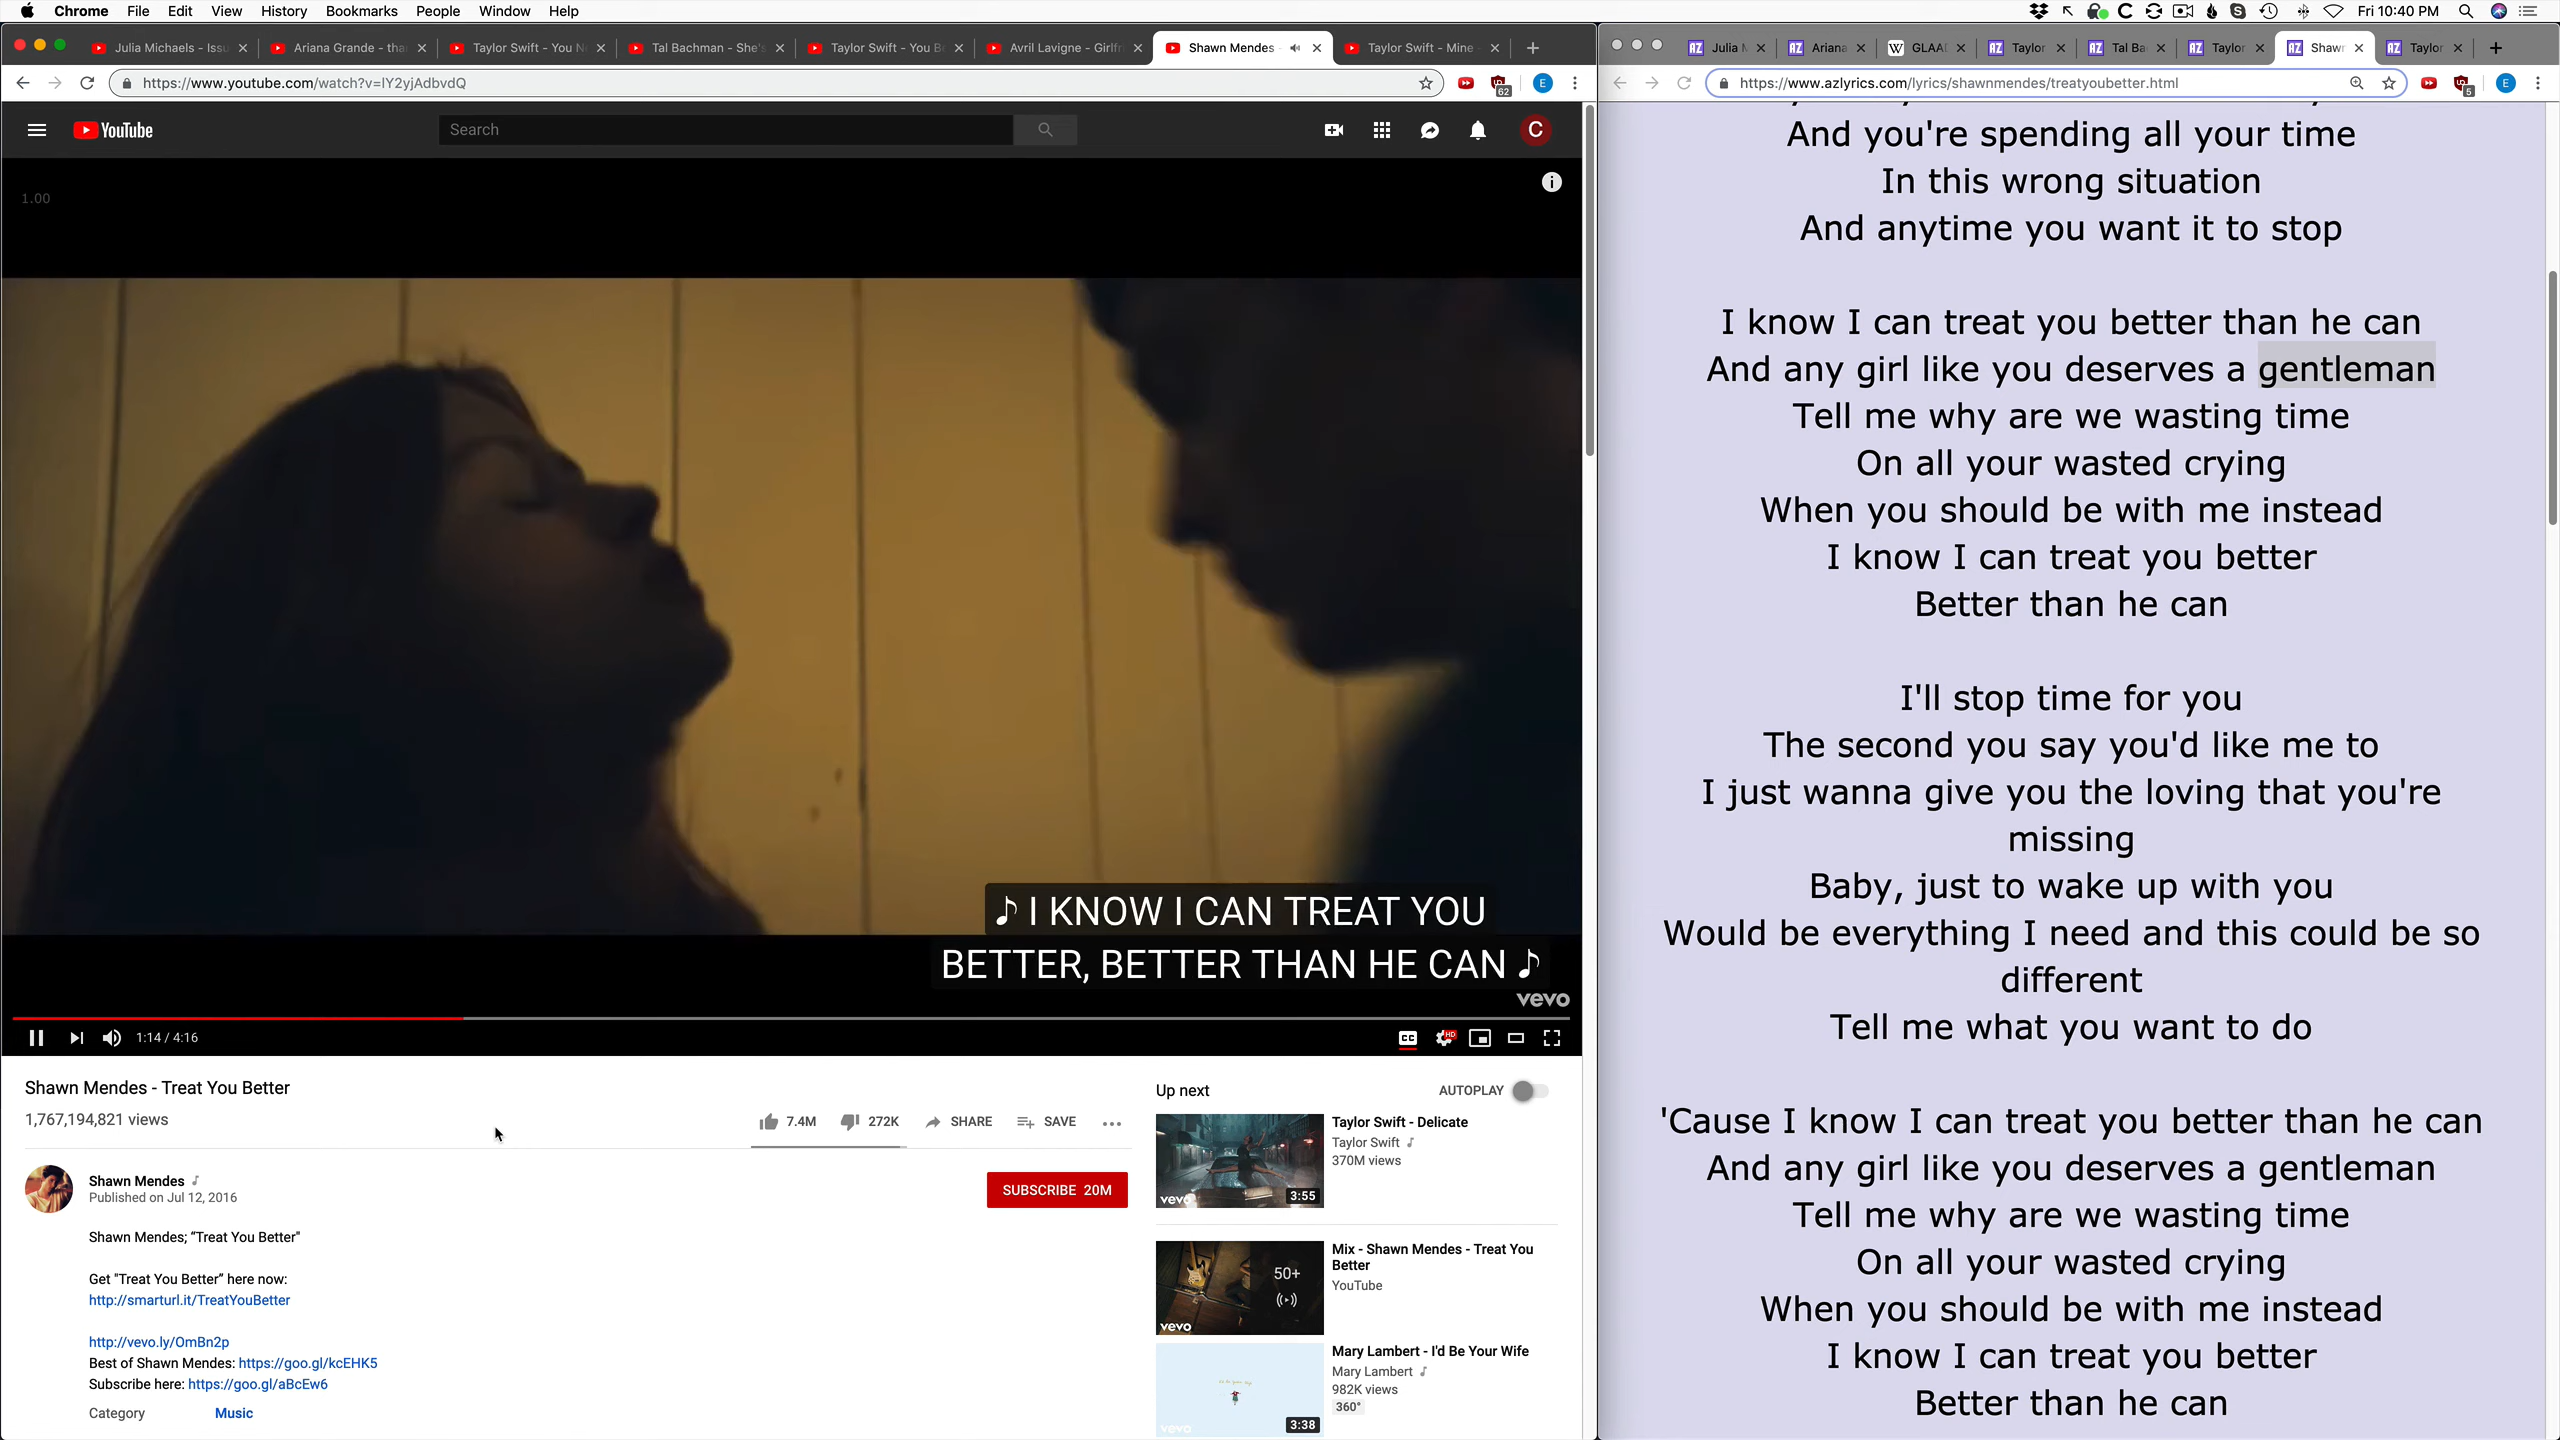 Chrome File Edit View History Bookmarks People Window Help
Fri 10:40 PM
Julia Michaels - Issu
Ariana Grande - tha
Taylor Swift - You N
Tal Bachman - She's
Taylor Swift - You B
Avril Lavigne - Girlfr
Shawn Mendes -
Taylor Swift - Mine -
https://www.youtube.com/watch?v=lY2yjAdbvdQ
62
E
YouTube
Search
C
1.00
♪ I KNOW I CAN TREAT YOU
BETTER, BETTER THAN HE CAN ♪
vevo
1:14 / 4:16
CC
HD
Shawn Mendes - Treat You Better
1,767,194,821 views
7.4M 272K SHARE SAVE
Shawn Mendes
Published on Jul 12, 2016
SUBSCRIBE 20M
Shawn Mendes; “Treat You Better"
Get "Treat You Better” here now:
http://smarturl.it/TreatYouBetter
http://vevo.ly/OmBn2p
Best of Shawn Mendes: https://goo.gl/kcEHK5
Subscribe here: https://goo.gl/aBcEw6
Category Music
Up next
AUTOPLAY
vevo
3:55
Taylor Swift - Delicate
Taylor Swift
370M views
50+
vevo
Mix - Shawn Mendes - Treat You
Better
YouTube
vevo
3:38
Mary Lambert - I'd Be Your Wife
Mary Lambert
982K views
360°
Julia M
Ariana
GLAA
Taylor
Tal Ba
Taylor
Shawn
Taylor
https://www.azlyrics.com/lyrics/shawnmendes/treatyoubetter.html
5
E
And you're spending all your time
In this wrong situation
And anytime you want it to stop
I know I can treat you better than he can
And any girl like you deserves a gentleman
Tell me why are we wasting time
On all your wasted crying
When you should be with me instead
I know I can treat you better
Better than he can
I'll stop time for you
The second you say you'd like me to
I just wanna give you the loving that you're
missing
Baby, just to wake up with you
Would be everything I need and this could be so
different
Tell me what you want to do
'Cause I know I can treat you better than he can
And any girl like you deserves a gentleman
Tell me why are we wasting time
On all your wasted crying
When you should be with me instead
I know I can treat you better
Better than he can